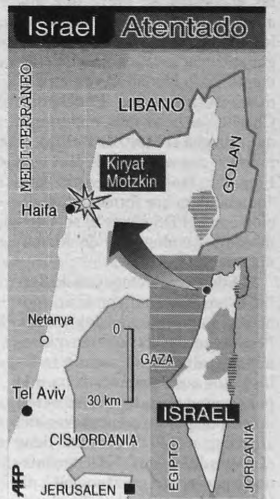 Israel Atentado
MEDITERRANEO
LIBANO
GOLAN
Kiryat
Motzkin
Haifa
Netanya
0
30 km
GAZA
Tel Aviv
ISRAEL
CISJORDANIA
EGIPTO
JORDANIA
AFP
JERUSALEN